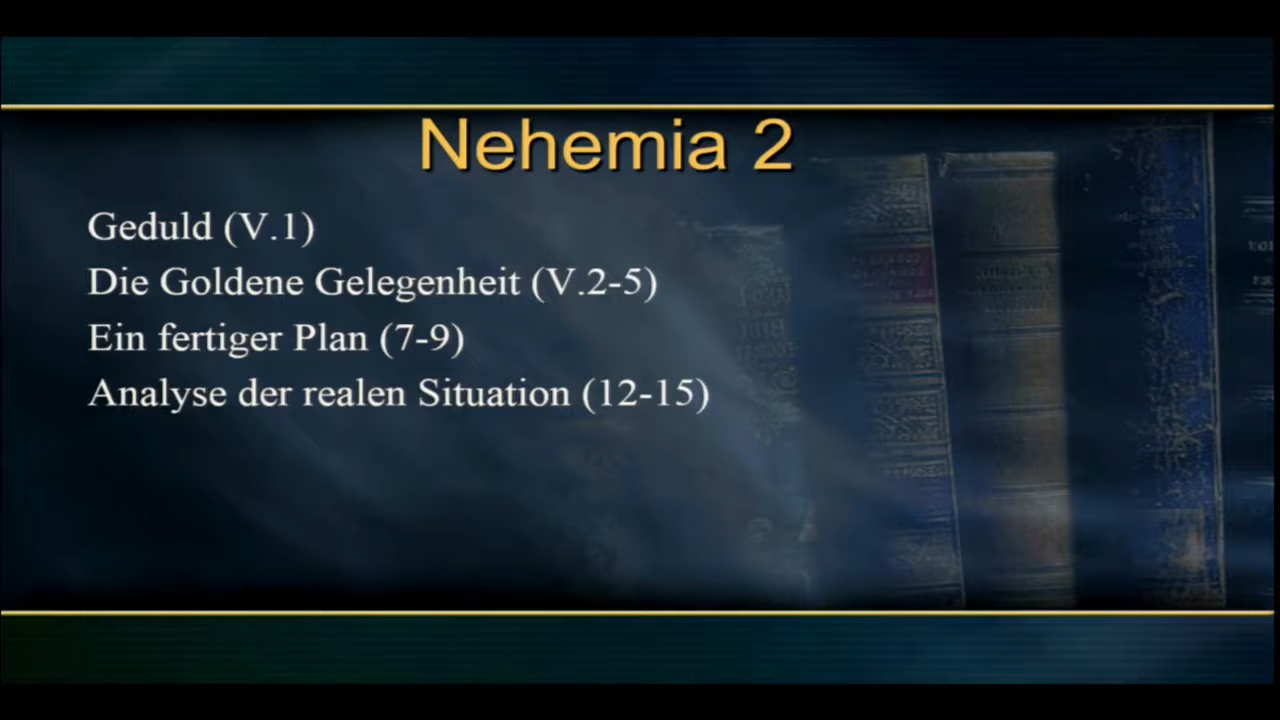 Nehemia 2
Geduld (V.1)
Die Goldene Gelegenheit (V.2-5)
Ein fertiger Plan (7-9)
Analyse der realen Situation (12-15)